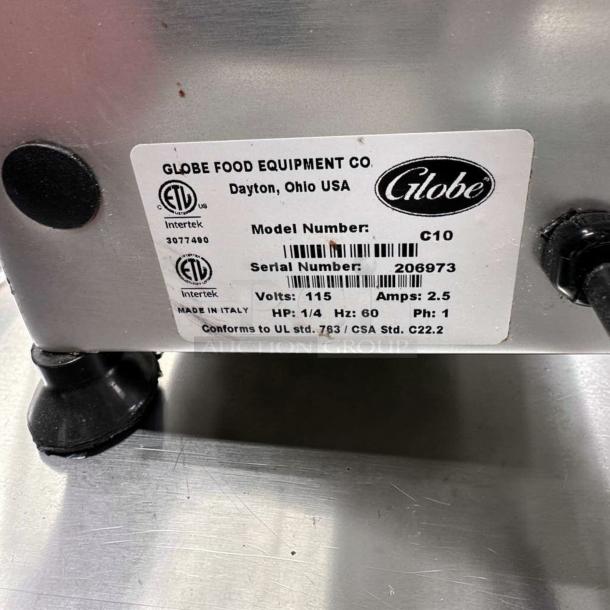 GLOBE FOOD EQUIPMENT CO.
Dayton, Ohio USA
Globe
ETL
C US
Intertek
3077490
Model Number: C10
Serial Number: 206973
ETL
Intertek
MADE IN ITALY
Volts: 115 Amps: 2.5
HP: 1/4 Hz: 60 Ph: 1
Conforms to UL std. 763 / CSA Std. C22.2
AUCTION GROUP